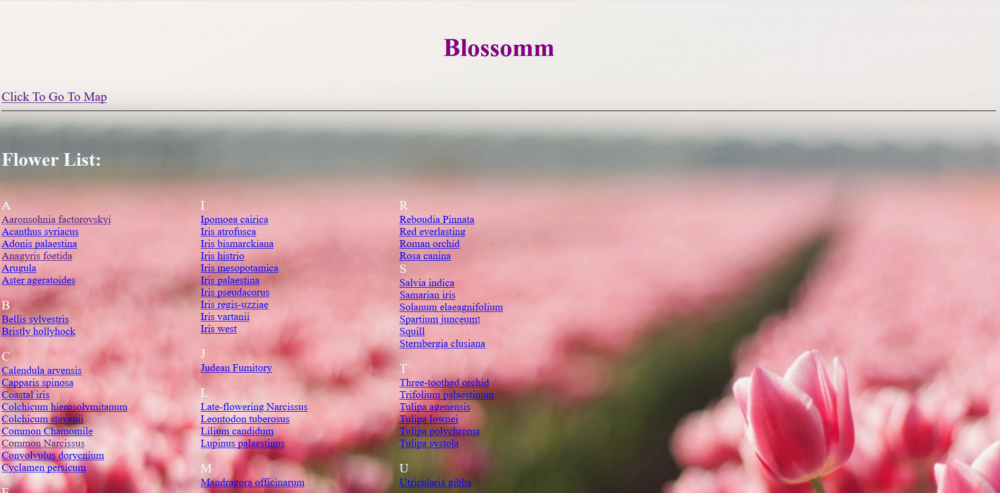 Blossomm
Click To Go To Map
Flower List:
A
Aaronsohnia factorovskyi
Acanthus syriacus
Adonis palaestina
Anagyris foetida
Arugula
Aster ageratoides
B
Bellis sylvestris
Bristly hollyhock
C
Calendula arvensis
Capparis spinosa
Coastal iris
Colchicum hierosolymitanum
Colchicum stevenii
Common Chamomile
Common Narcissus
Convolvulus dorycnium
Cyclamen persicum
I
Ipomoea cairica
Iris atrofusca
Iris bismarckiana
Iris histrio
Iris mesopotamica
Iris palaestina
Iris pseudacorus
Iris regis-uzziae
Iris vartanii
Iris west
J
Judean Fumitory
L
Late-flowering Narcissus
Leontodon tuberosus
Lilium candidum
Lupinus palaestinus
M
Mandragora officinarum
R
Reboudia Pinnata
Red everlasting
Roman orchid
Rosa canina
S
Salvia indica
Samarian iris
Solanum elaeagnifolium
Spartium junceumן
Squill
Sternbergia clusiana
T
Three-toothed orchid
Trifolium palaestinum
Tulipa agenensis
Tulipa lownei
Tulipa polychroma
Tulipa systola
U
Utricularia gibba